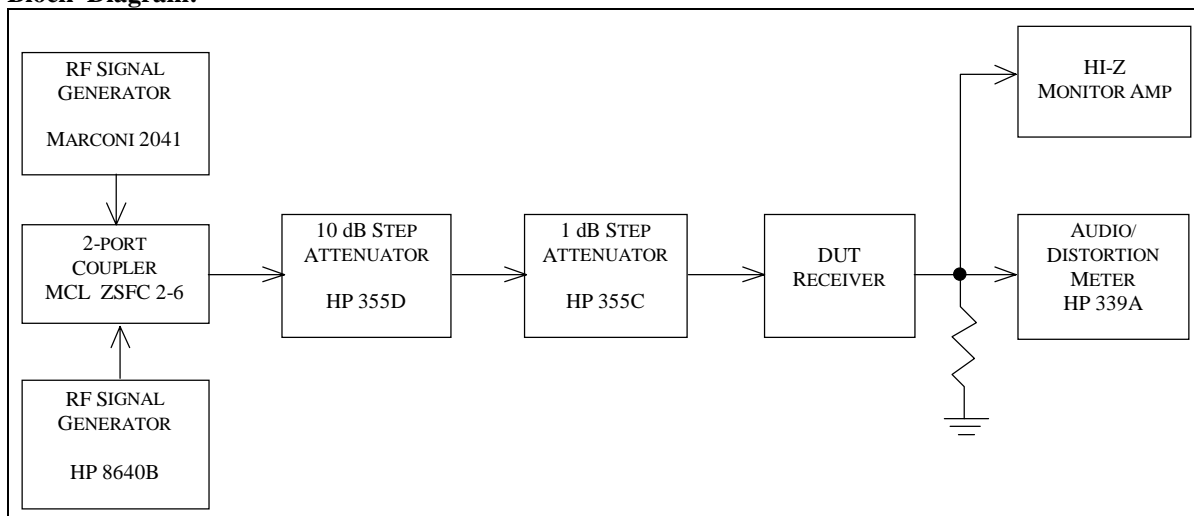 Block Diagram:
RF SIGNAL
GENERATOR
MARCONI 2041
2-PORT
COUPLER
MCL ZSFC 2-6
RF SIGNAL
GENERATOR
HP 8640B
10 dB STEP
ATTENUATOR
HP 355D
1 dB STEP
ATTENUATOR
HP 355C
DUT
RECEIVER
HI-Z
MONITOR AMP
AUDIO/
DISTORTION
METER
HP 339A